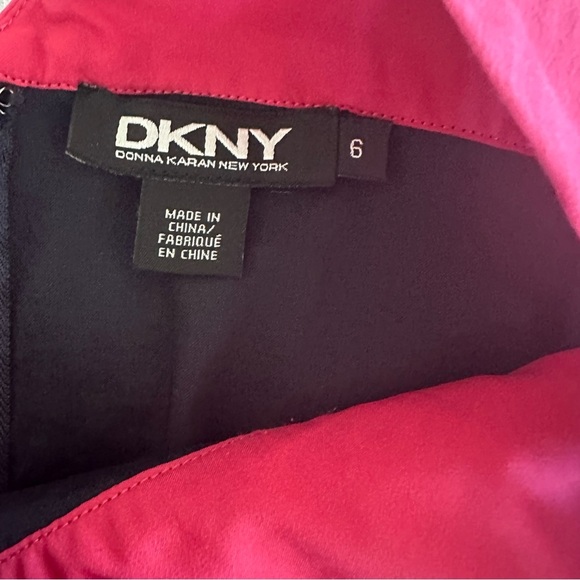 DKNY
DONNA KARAN NEW YORK
6
MADE IN
CHINA/
FABRIQUÉ
EN CHINE